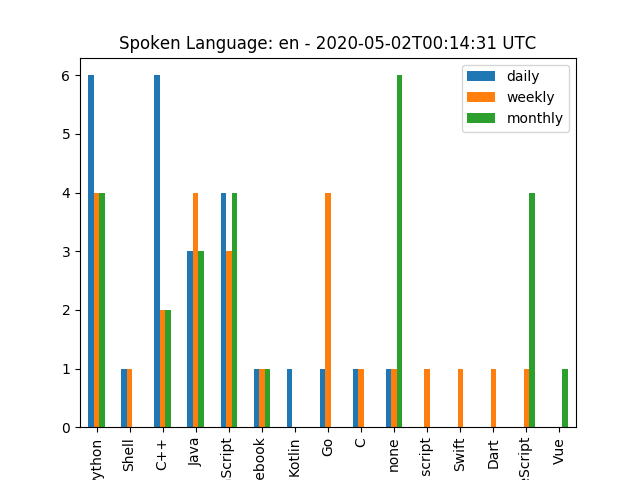 Spoken Language: en - 2020-05-02T00:14:31 UTC
daily
weekly
monthly
6
5
4
3
2
1
0
ython
Shell
C++
Java
Script
ebook
Kotlin
Go
C
none
script
Swift
Dart
eScript
Vue